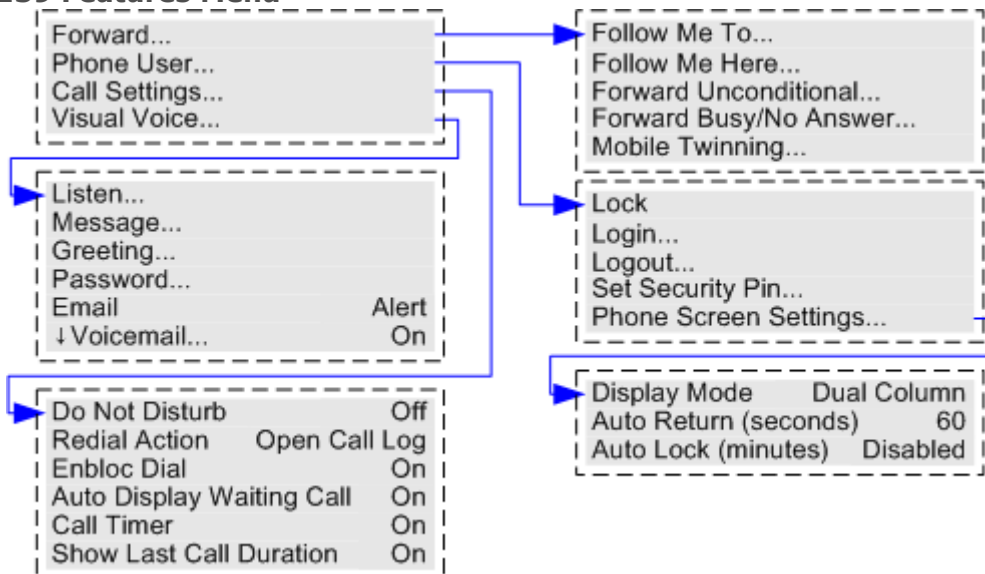 Features Menu
Forward...
Phone User...
Call Settings...
Visual Voice...
Follow Me To...
Follow Me Here...
Forward Unconditional...
Forward Busy/No Answer...
Mobile Twinning...
Listen...
Message...
Greeting...
Password...
Email Alert
↓Voicemail... On
Lock
Login...
Logout...
Set Security Pin...
Phone Screen Settings...
Do Not Disturb Off
Redial Action Open Call Log
Enbloc Dial On
Auto Display Waiting Call On
Call Timer On
Show Last Call Duration On
Display Mode Dual Column
Auto Return (seconds) 60
Auto Lock (minutes) Disabled